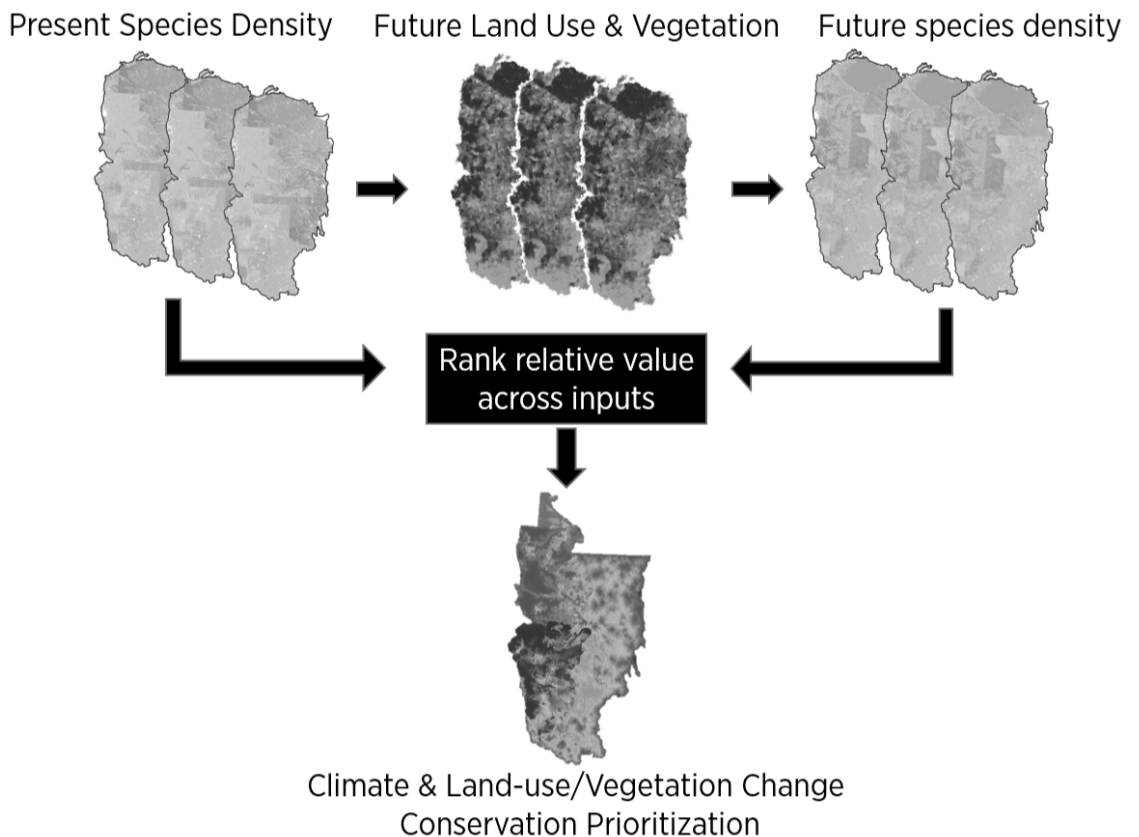 Present Species Density
Future Land Use & Vegetation
Future species density
Rank relative value
across inputs
Climate & Land-use/Vegetation Change
Conservation Prioritization